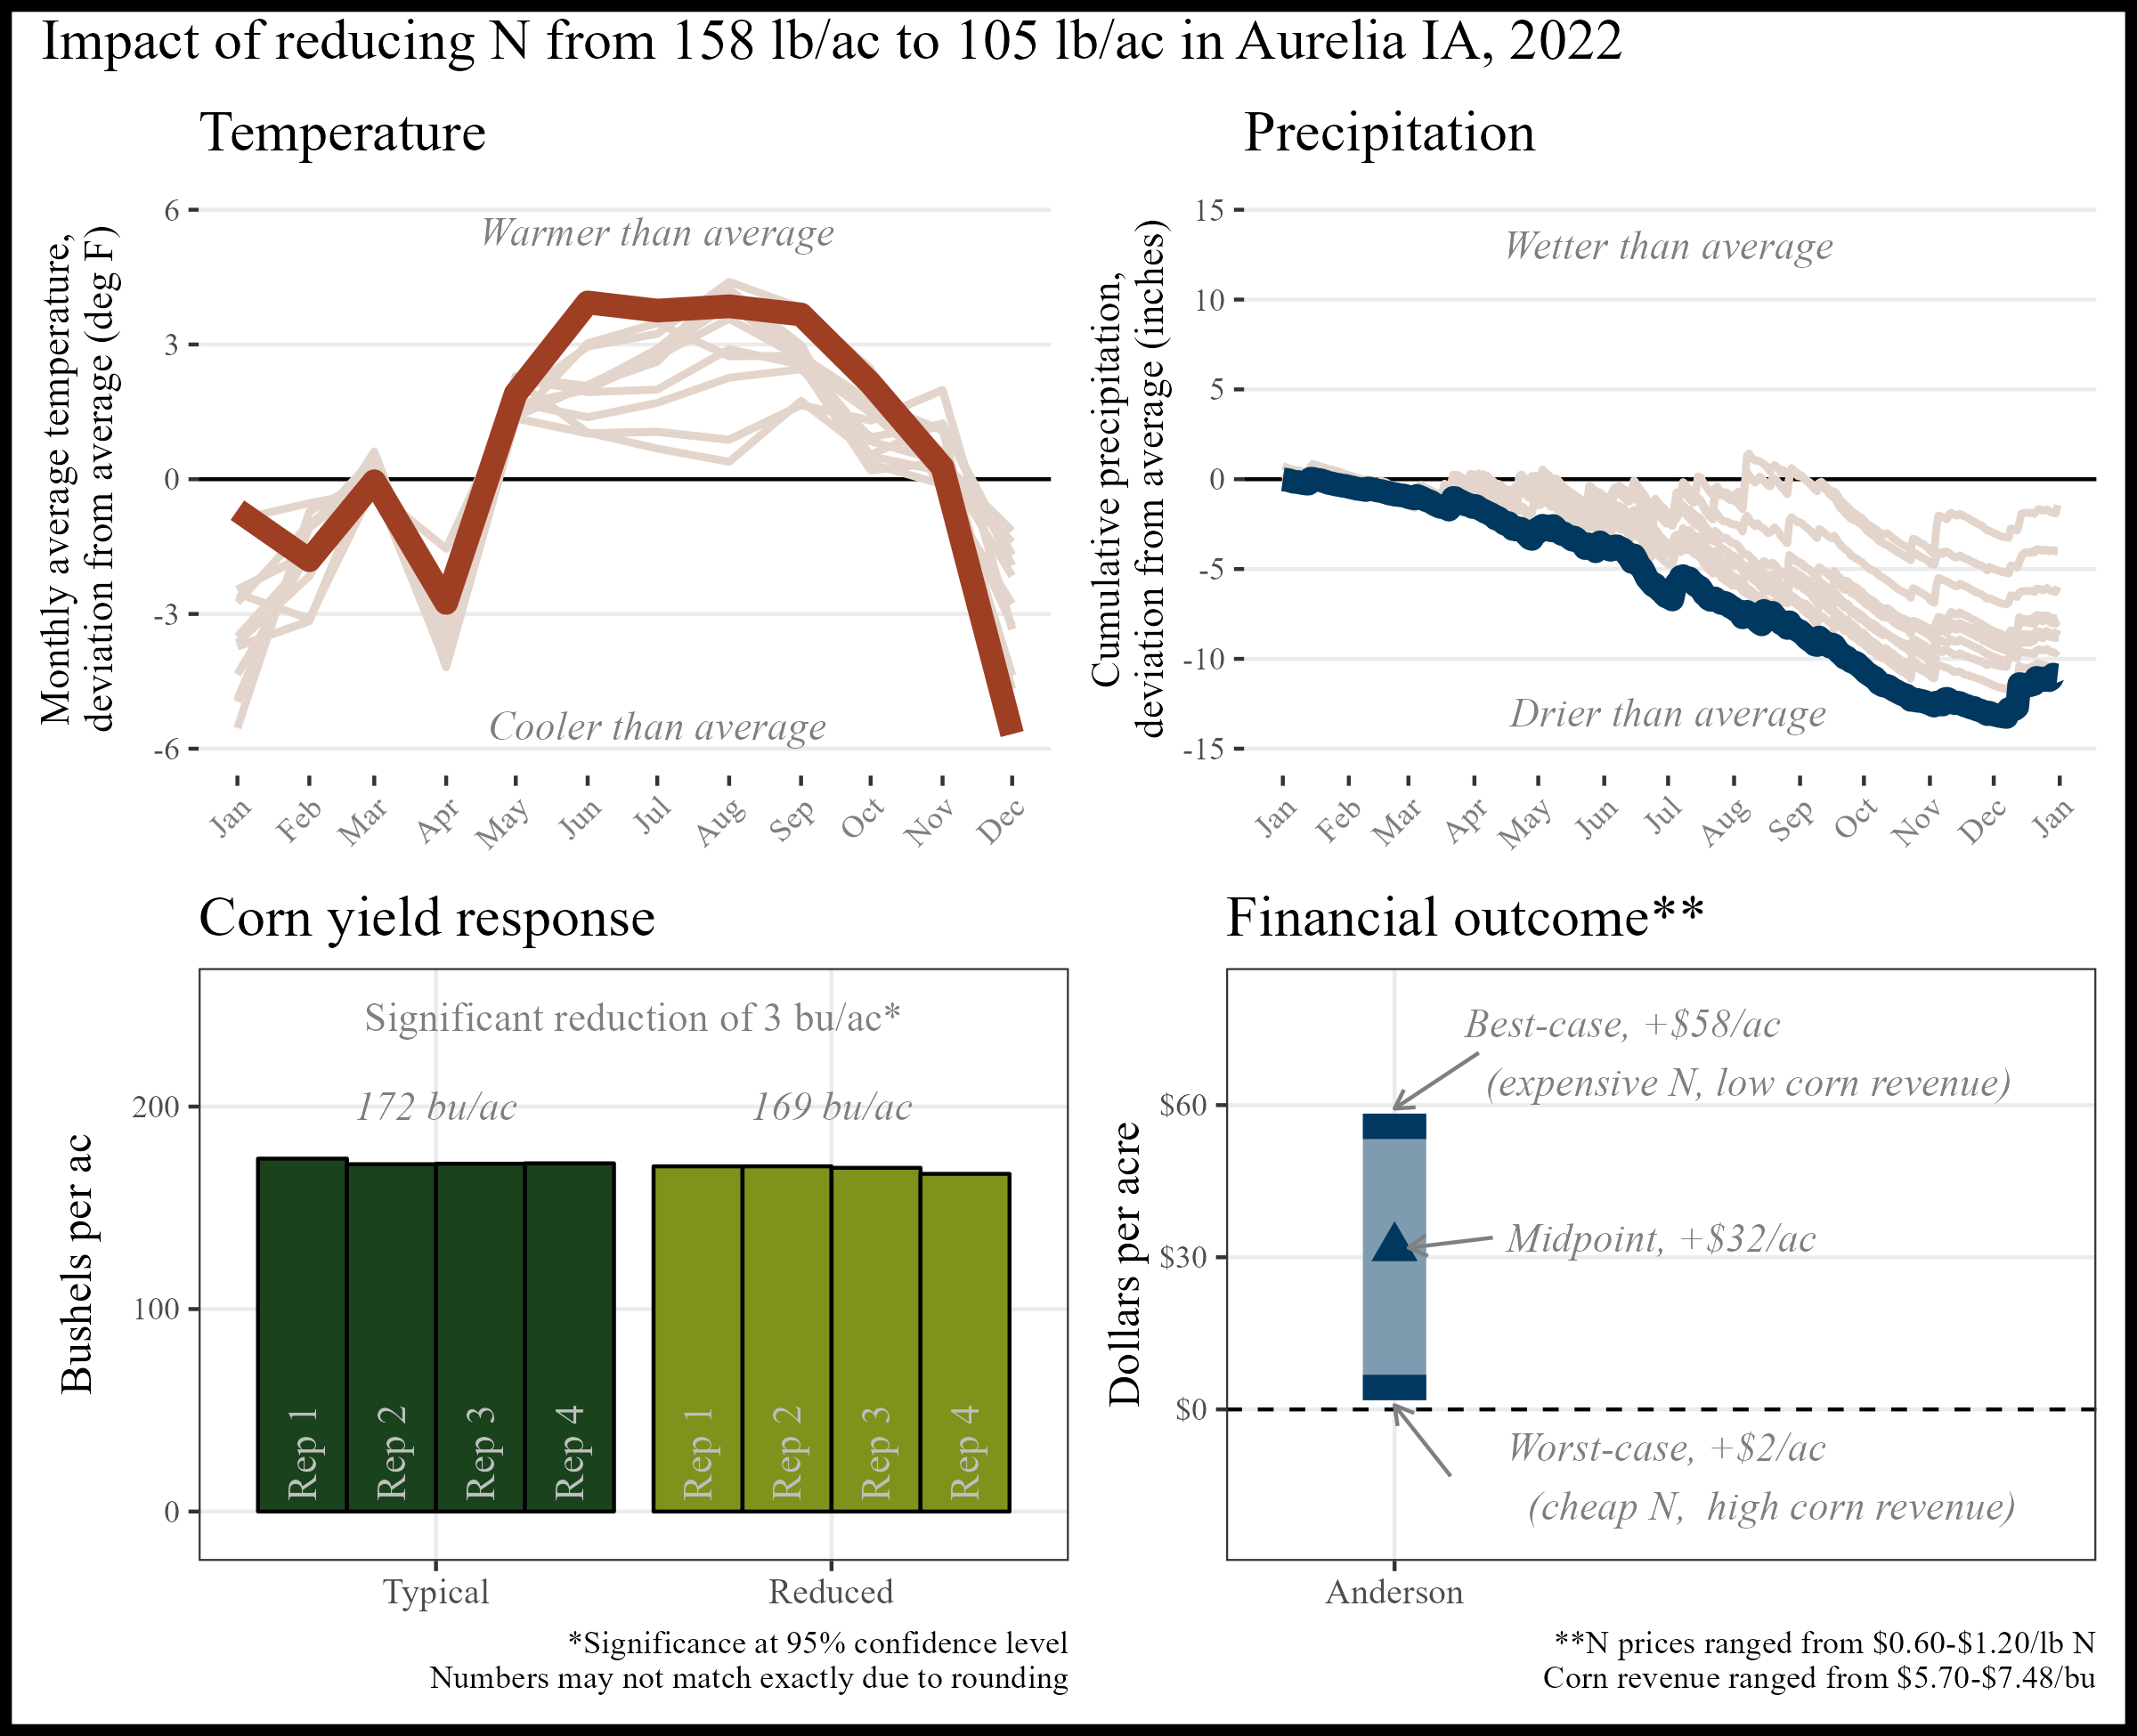 Impact of reducing N from 158 lb/ac to 105 lb/ac in Aurelia IA, 2022
Temperature
Monthly average temperature,
deviation from average (deg F)
6
3
0
-3
-6
Warmer than average
Cooler than average
Jan
Feb
Mar
Apr
May
Jun
Jul
Aug
Sep
Oct
Nov
Dec
Precipitation
Cumulative precipitation,
deviation from average (inches)
15
10
5
0
-5
-10
-15
Wetter than average
Drier than average
Jan
Feb
Mar
Apr
May
Jun
Jul
Aug
Sep
Oct
Nov
Dec
Jan
Corn yield response
Bushels per ac
200
100
0
Significant reduction of 3 bu/ac*
172 bu/ac
169 bu/ac
Rep 1
Rep 2
Rep 3
Rep 4
Rep 1
Rep 2
Rep 3
Rep 4
Typical
Reduced
*Significance at 95% confidence level
Numbers may not match exactly due to rounding
Financial outcome**
Dollars per acre
$60
$30
$0
Best-case, +$58/ac
(expensive N, low corn revenue)
Midpoint, +$32/ac
Worst-case, +$2/ac
(cheap N,  high corn revenue)
Anderson
**N prices ranged from $0.60-$1.20/lb N
Corn revenue ranged from $5.70-$7.48/bu